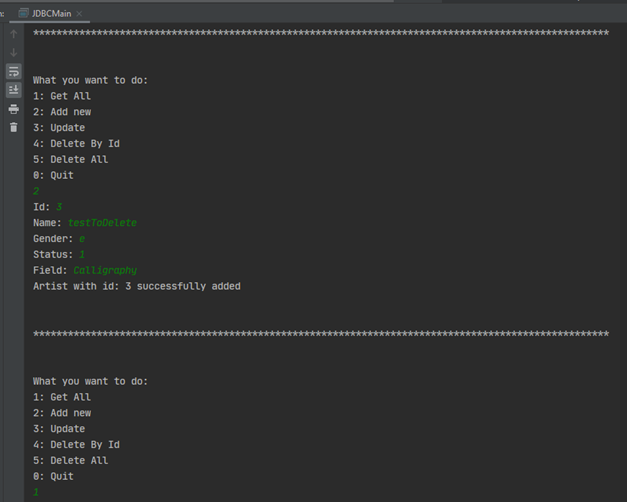 n: JDBCMain ×
****************************************************************************************************
What you want to do:
1: Get All
2: Add new
3: Update
4: Delete By Id
5: Delete All
0: Quit
2
Id: 3
Name: testToDelete
Gender: e
Status: 1
Field: Calligraphy
Artist with id: 3 successfully added
****************************************************************************************************
What you want to do:
1: Get All
2: Add new
3: Update
4: Delete By Id
5: Delete All
0: Quit
1